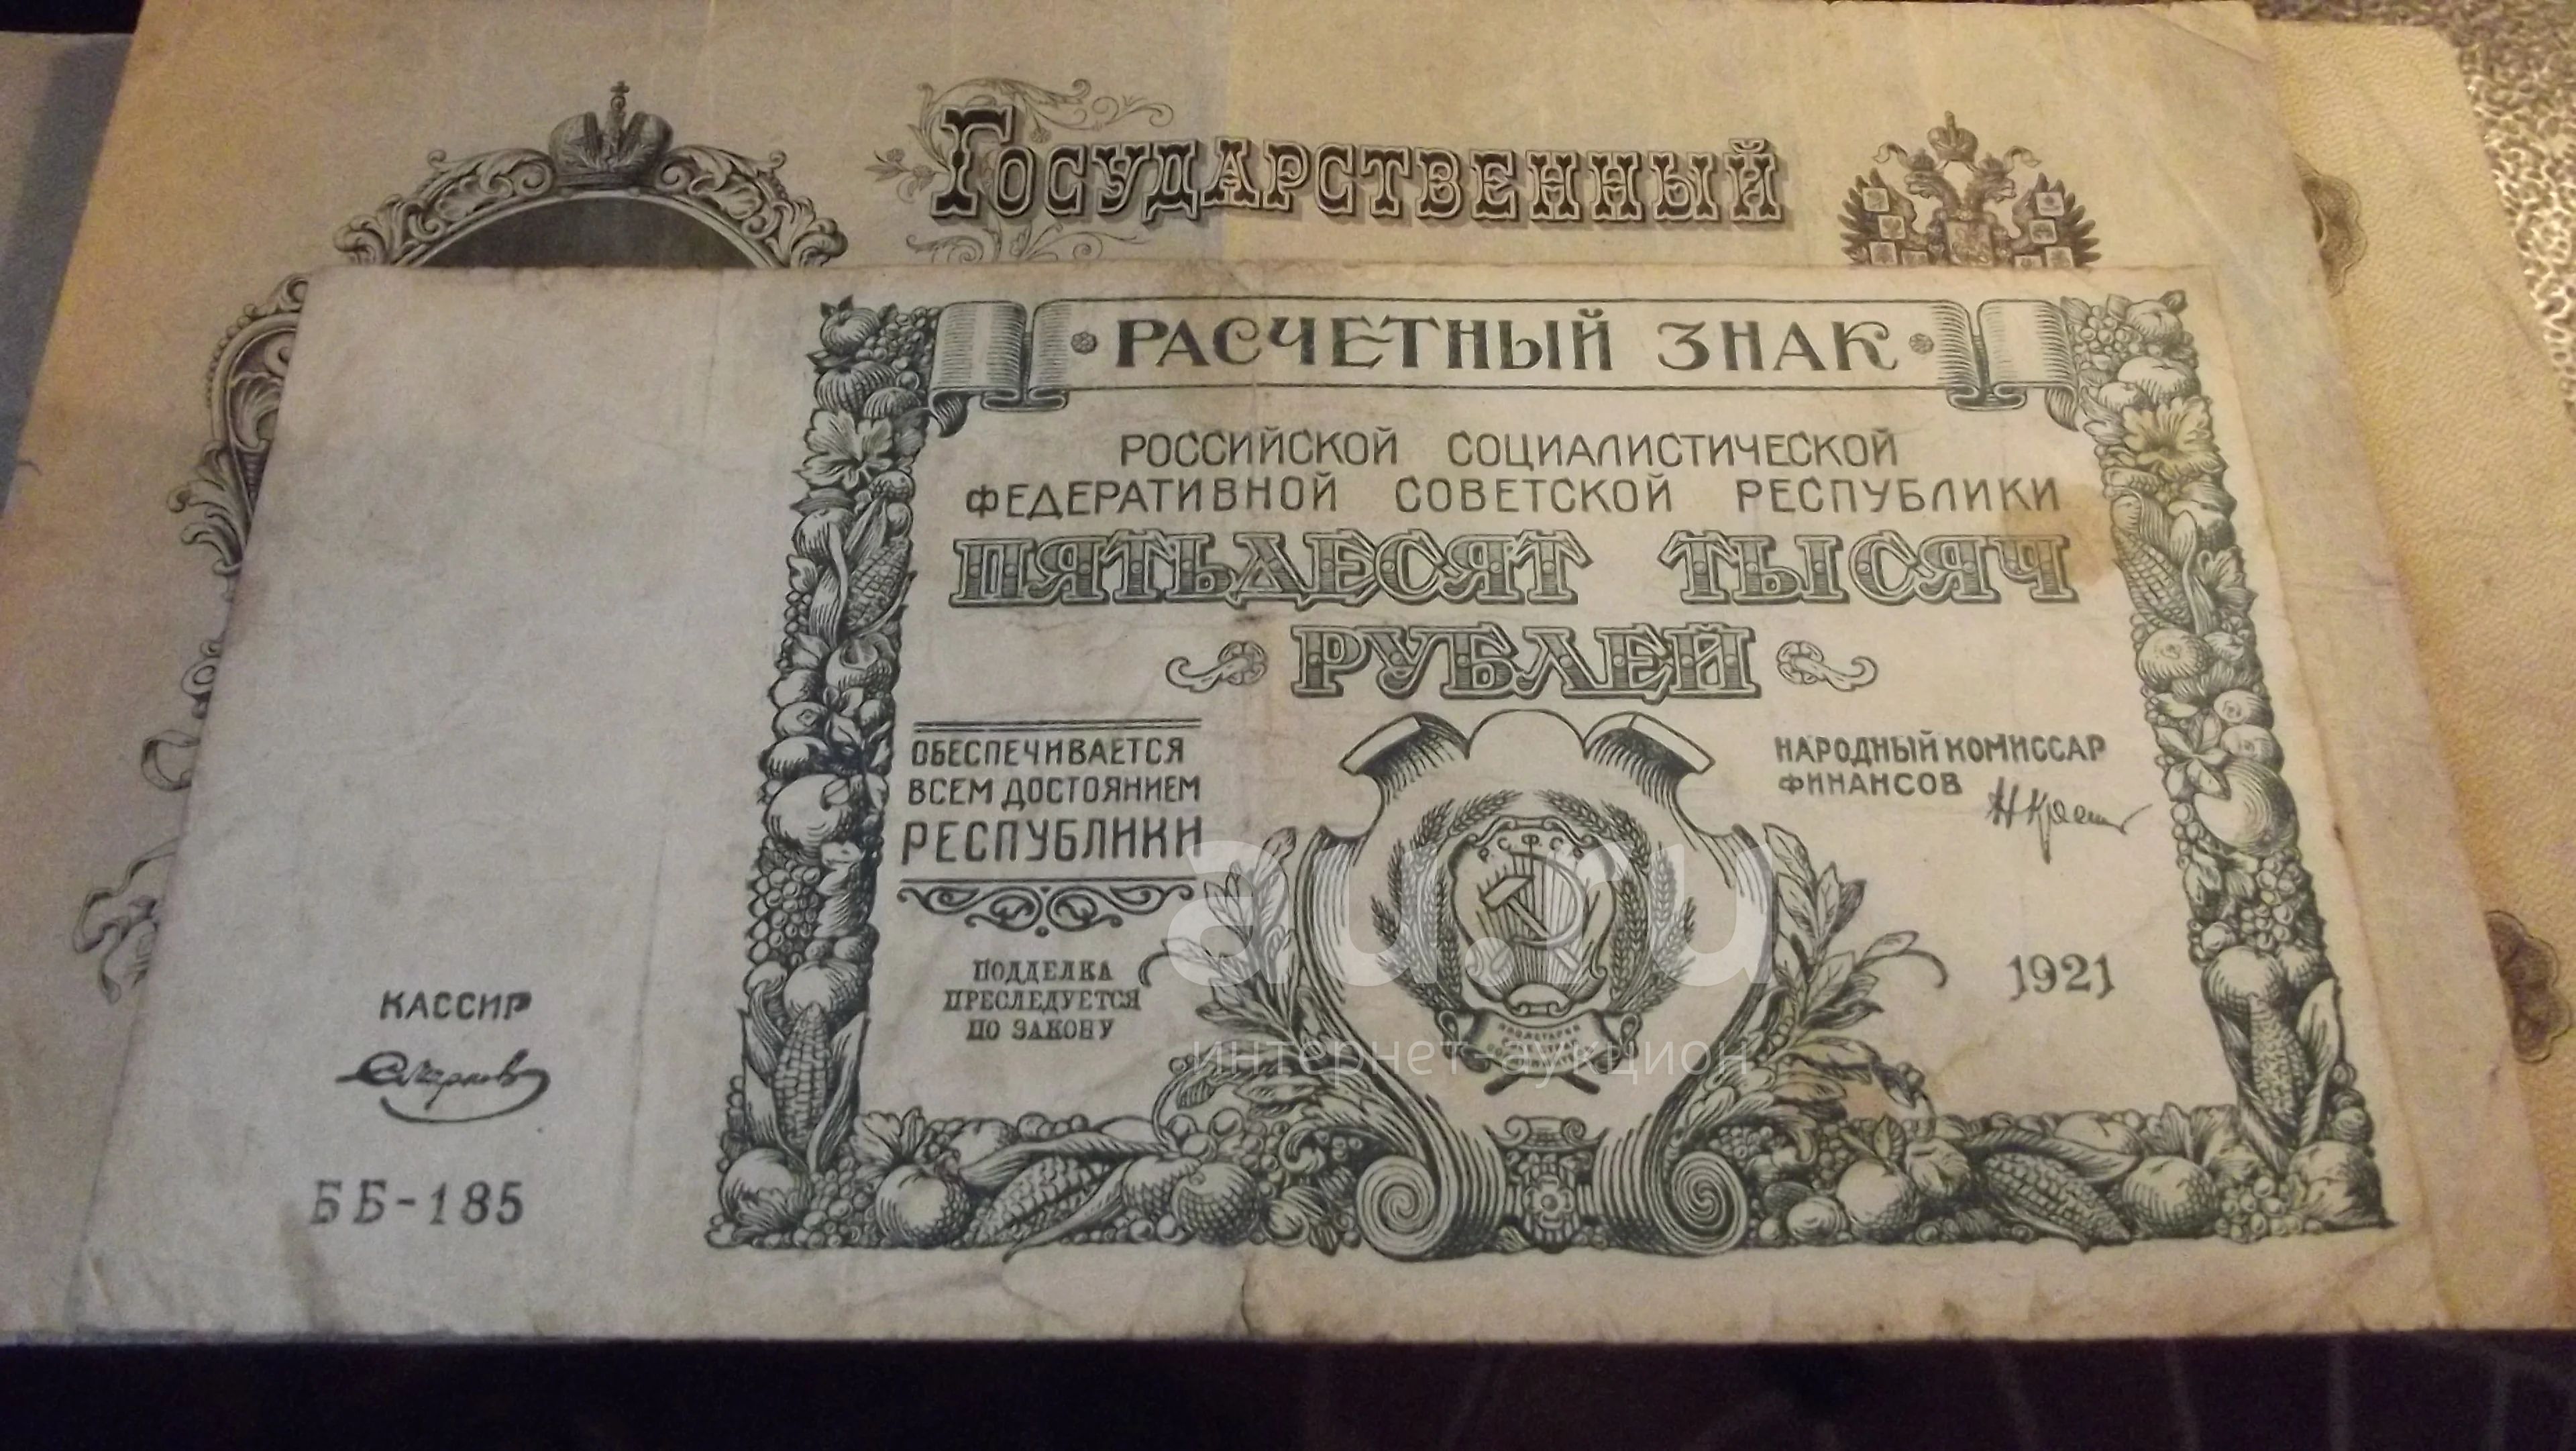 Государственный
РАСЧЕТНЫЙ ЗНАК
РОССИЙСКОЙ СОЦИАЛИСТИЧЕСКОЙ
ФЕДЕРАТИВНОЙ СОВЕТСКОЙ РЕСПУБЛИКИ
ПЯТЬДЕСЯТ ТЫСЯЧ
РУБЛЕЙ
ОБЕСПЕЧИВАЕТСЯ
ВСЕМ ДОСТОЯНИЕМ
РЕСПУБЛИКИ
НАРОДНЫЙ КОМИССАР
ФИНАНСОВ
Р.С.Ф.С.Р.
ПОДДЕЛКА
ПРЕСЛЕДУЕТСЯ
ПО ЗАКОНУ
1921
КАССИР
ББ-185
au.ru
интернет-аукцион